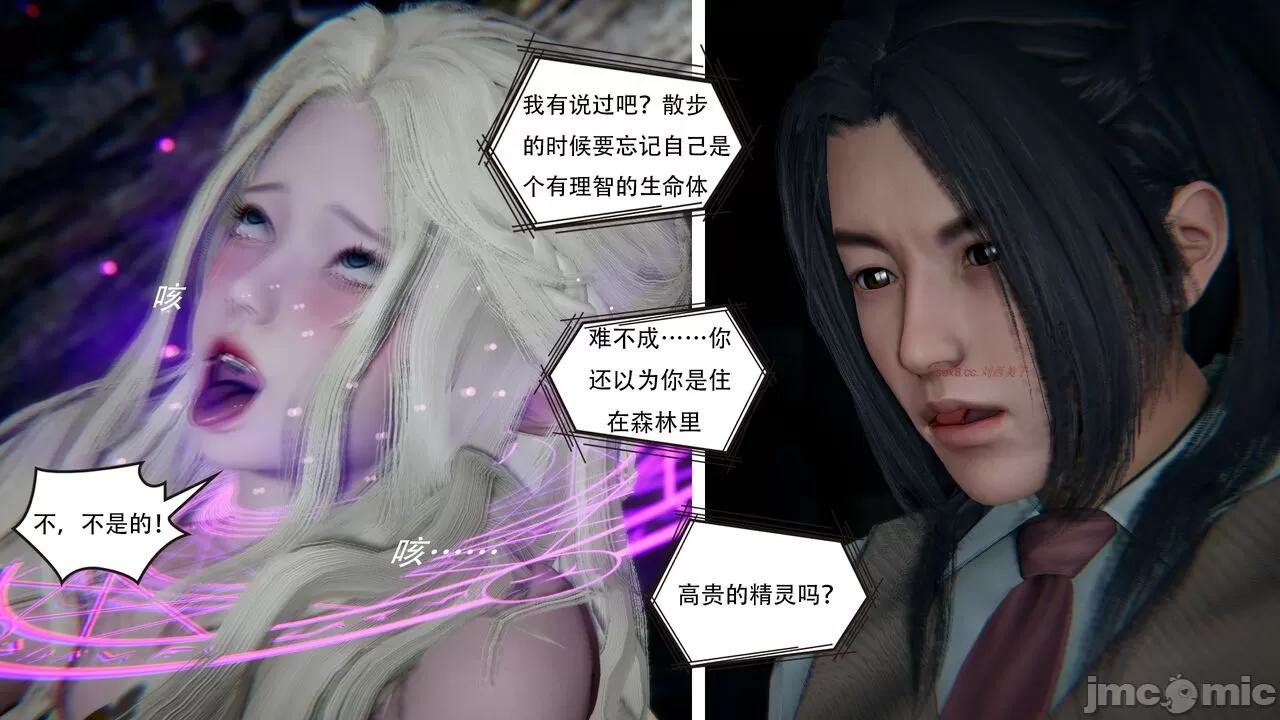 我有说过吧？散步
的时候要忘记自己是
个有理智的生命体
咳
难不成……你
还以为你是住
在森林里
sex8.cc
不，不是的！
咳……
高贵的精灵吗？
jmcomic